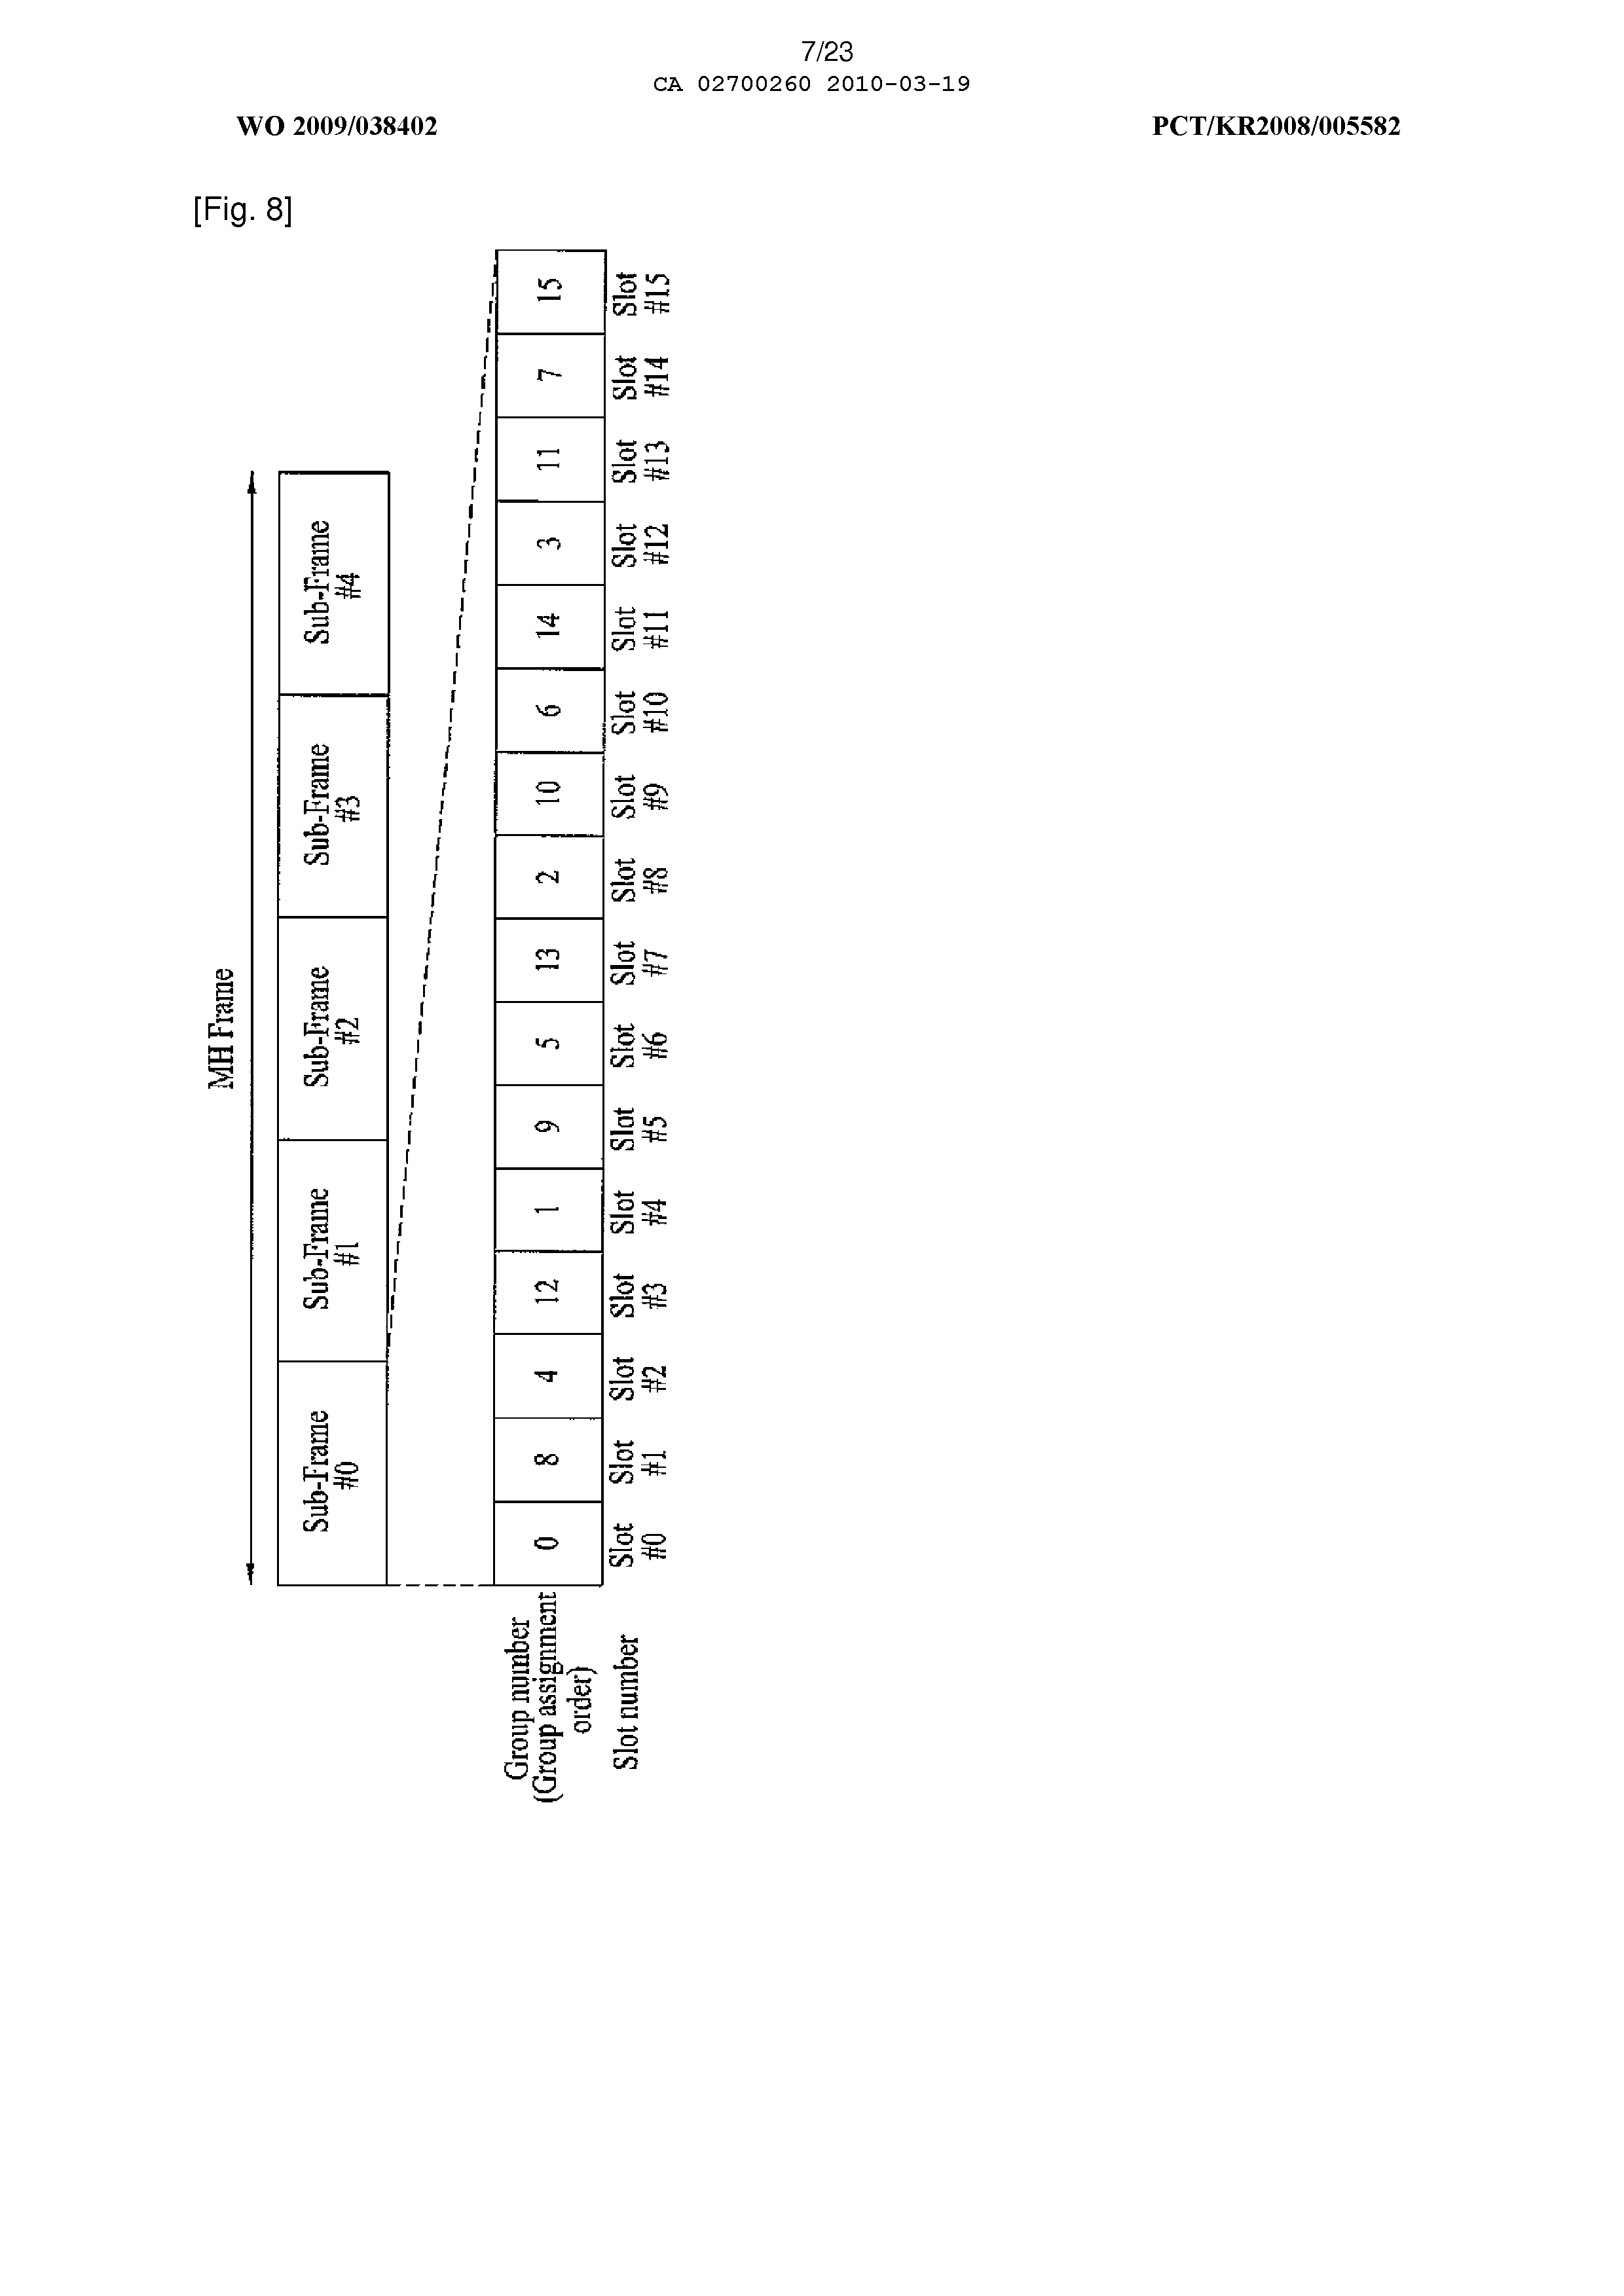 7/23
CA 02700260 2010-03-19
WO 2009/038402
PCT/KR2008/005582
[Fig. 8]
MH Frame
Sub-Frame
#0
Sub-Frame
#1
Sub-Frame
#2
Sub-Frame
#3
Sub-Frame
#4
Group number
(Group assignment
order)
0 8 4 12 1 9 5 13 2 10 6 14 3 11 7 15
Slot number
Slot
#0
Slot
#1
Slot
#2
Slot
#3
Slot
#4
Slot
#5
Slot
#6
Slot
#7
Slot
#8
Slot
#9
Slot
#10
Slot
#11
Slot
#12
Slot
#13
Slot
#14
Slot
#15